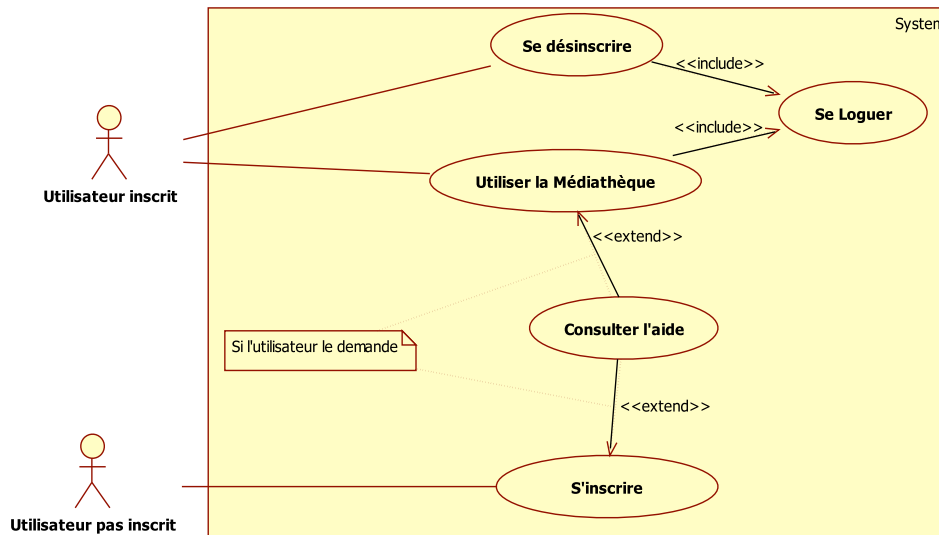 System
Se désinscrire
<<include>>
Se Loguer
<<include>>
Utilisateur inscrit
Utiliser la Médiathèque
<<extend>>
Consulter l'aide
Si l'utilisateur le demande
<<extend>>
S'inscrire
Utilisateur pas inscrit